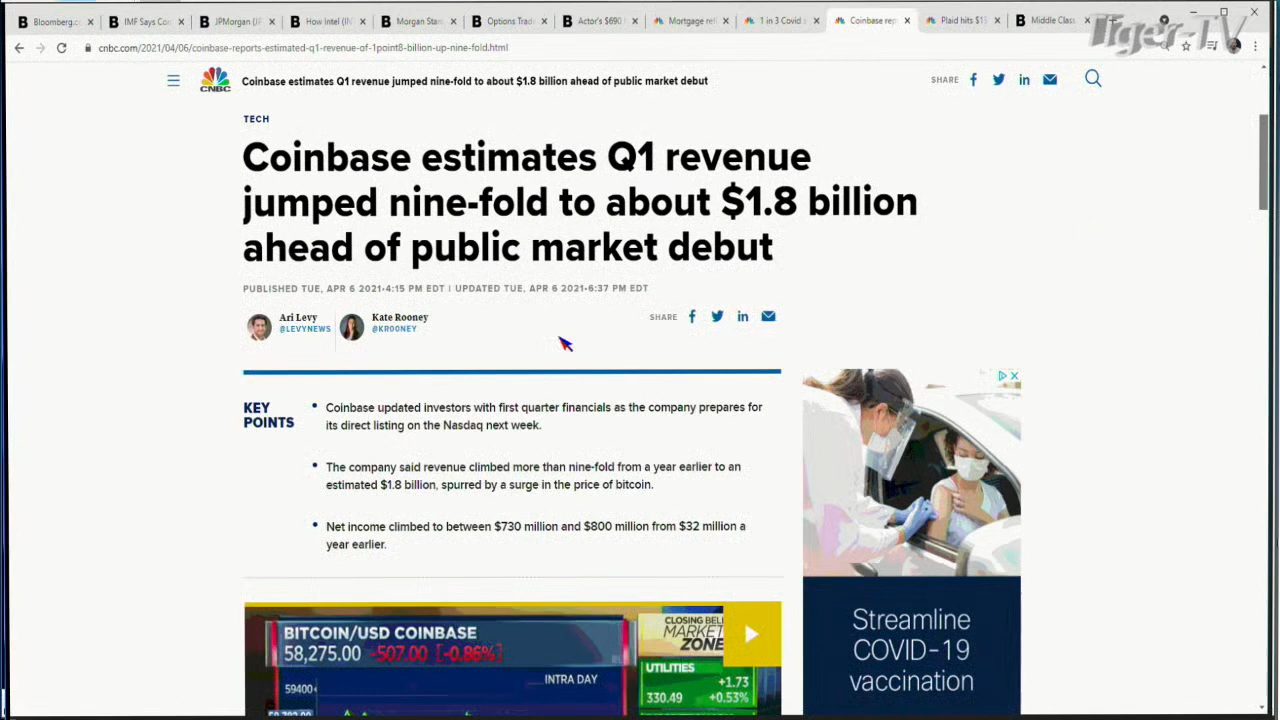 Bloomberg.c
IMF Says Co
JPMorgan (JP
How Intel (IN
Morgan Stan
Options Trade
Actor's $690
Mortgage ref
1 in 3 Covid
Coinbase rep
Plaid hits $1
Middle Class
Tiger-TV
cnbc.com/2021/04/06/coinbase-reports-estimated-q1-revenue-of-1point8-billion-up-nine-fold.html
CNBC
Coinbase estimates Q1 revenue jumped nine-fold to about $1.8 billion ahead of public market debut
SHARE
TECH
Coinbase estimates Q1 revenue
jumped nine-fold to about $1.8 billion
ahead of public market debut
PUBLISHED TUE, APR 6 2021•4:15 PM EDT | UPDATED TUE, APR 6 2021•6:37 PM EDT
Ari Levy
@LEVYNEWS
Kate Rooney
@KROONEY
SHARE
KEY
POINTS
• Coinbase updated investors with first quarter financials as the company prepares for
its direct listing on the Nasdaq next week.
• The company said revenue climbed more than nine-fold from a year earlier to an
estimated $1.8 billion, spurred by a surge in the price of bitcoin.
• Net income climbed to between $730 million and $800 million from $32 million a
year earlier.
BITCOIN/USD COINBASE
58,275.00 -507.00 [-0.86%]
INTRA DAY
59400
CLOSING BELL
MARKET
ZONE
UTILITIES
+1.73
330.49 +0.53%
Streamline
COVID-19
vaccination